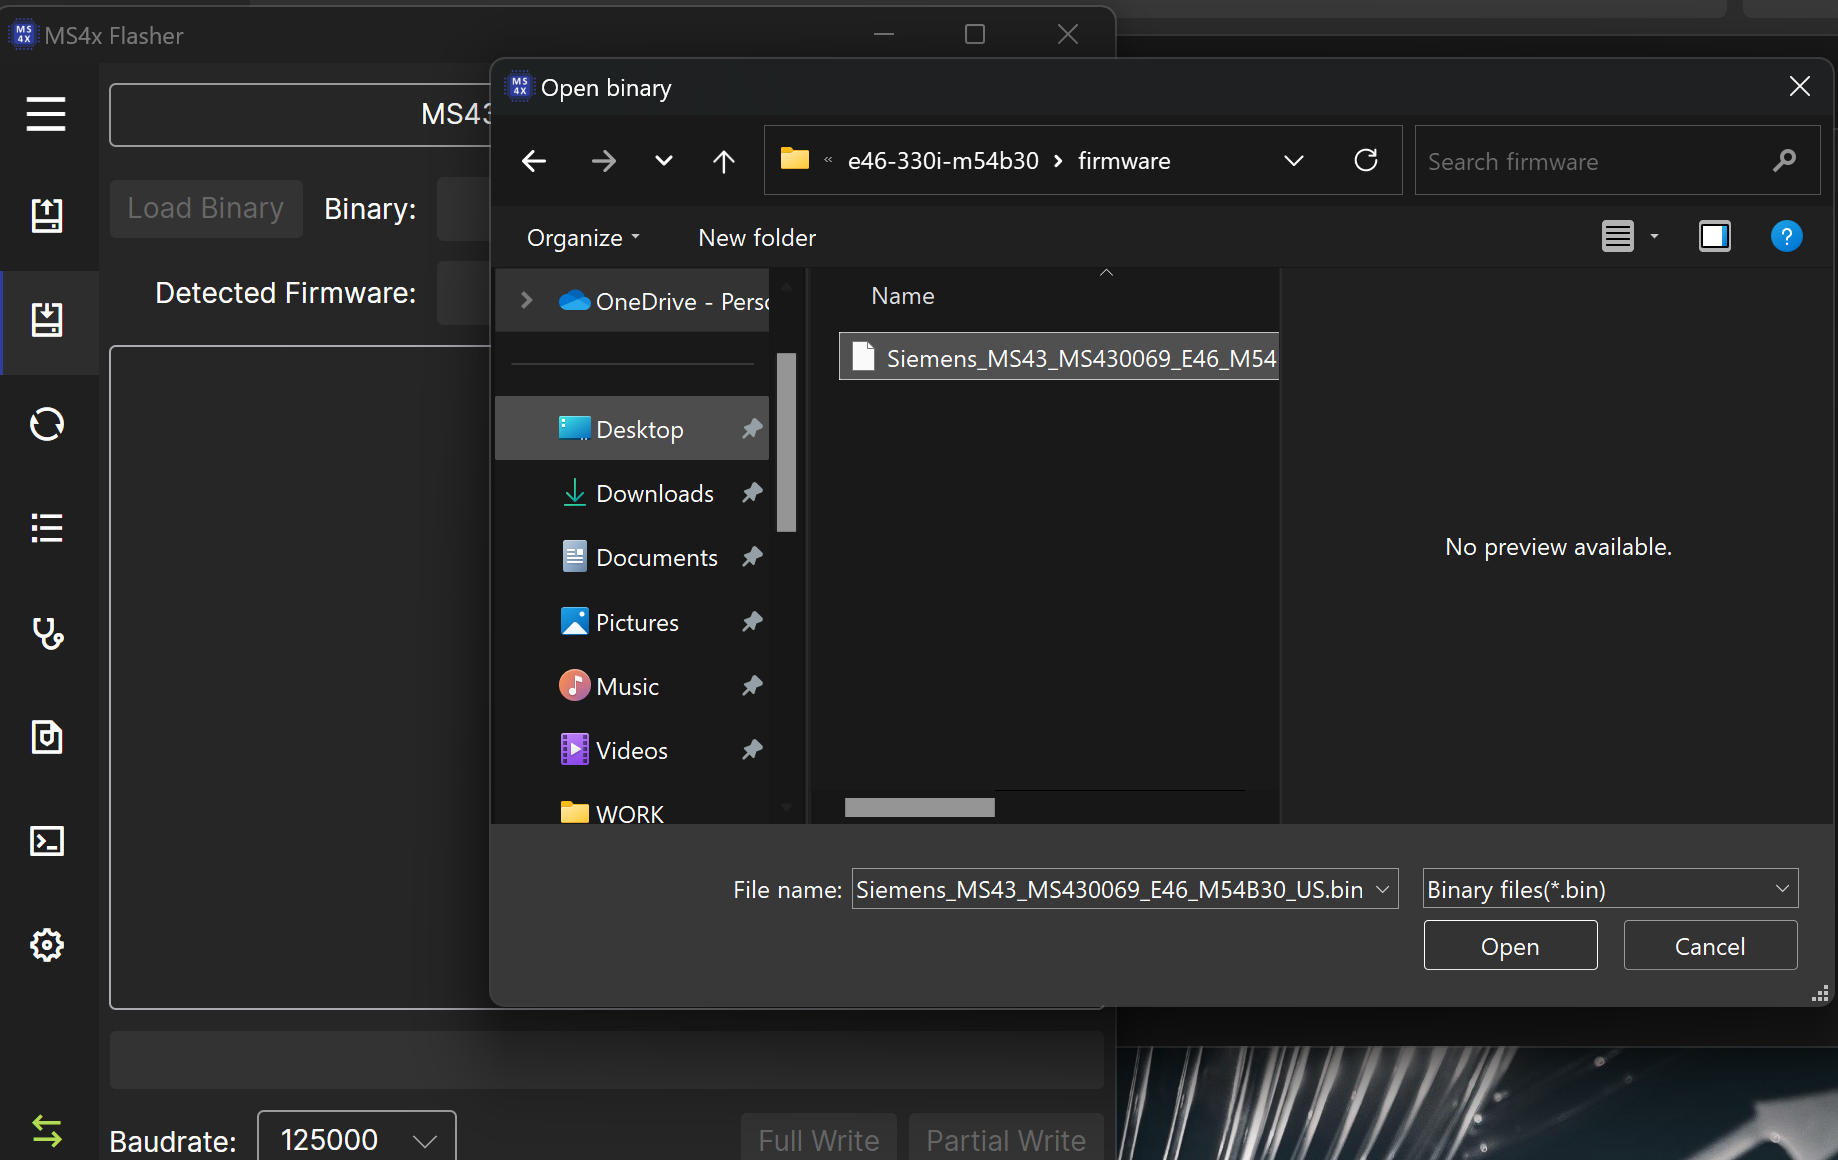 MS4x Flasher
MS43
Load Binary
Binary:
Detected Firmware:
Baudrate:
125000
Full Write
Partial Write
Open binary
« e46-330i-m54b30 › firmware
Search firmware
Organize
New folder
?
OneDrive - Perso
Desktop
Downloads
Documents
Pictures
Music
Videos
WORK
Name
Siemens_MS43_MS430069_E46_M54
No preview available.
File name:
Siemens_MS43_MS430069_E46_M54B30_US.bin
Binary files(*.bin)
Open
Cancel